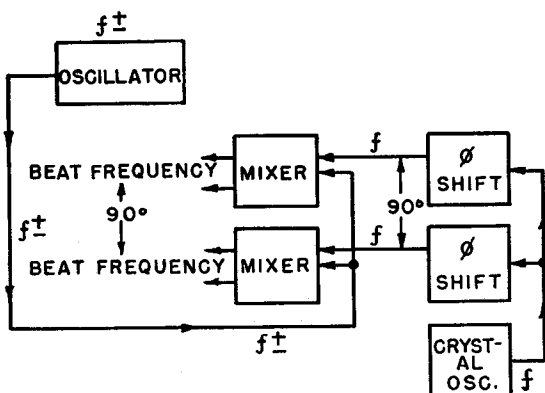 f±
OSCILLATOR
BEAT FREQUENCY
90°
BEAT FREQUENCY
f±
MIXER
MIXER
f
90°
f
Ø
SHIFT
Ø
SHIFT
f±
CRYST-
AL
OSC.
f